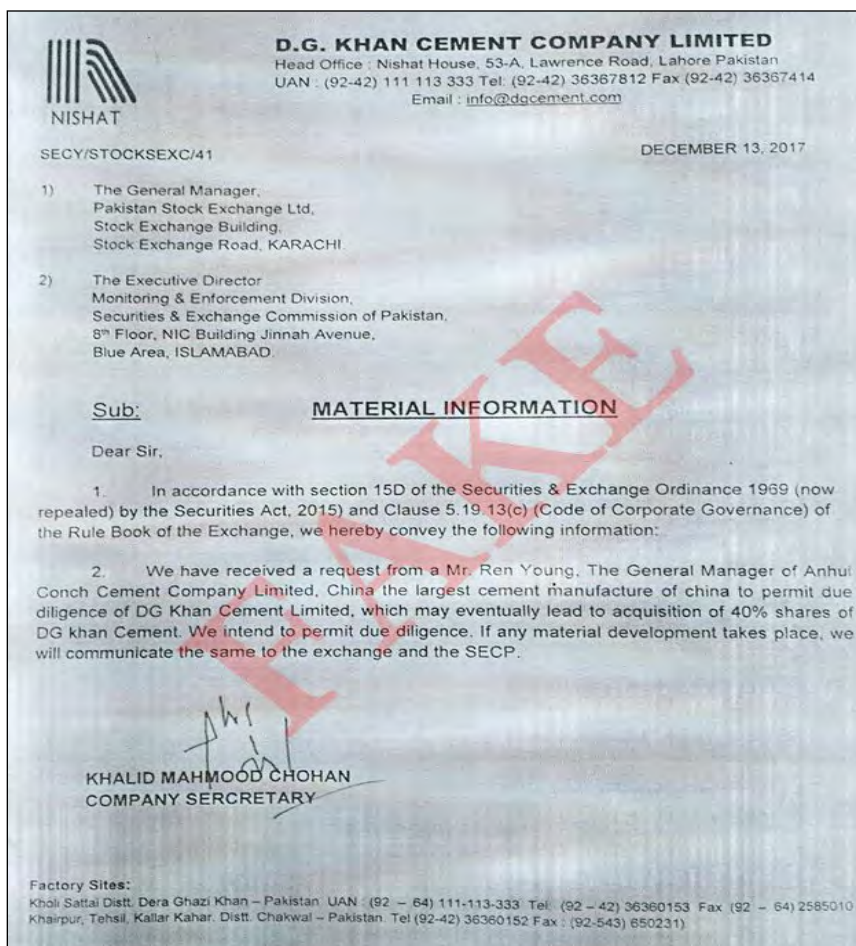 D.G. KHAN CEMENT COMPANY LIMITED
Head Office : Nishat House, 53-A, Lawrence Road, Lahore Pakistan
UAN : (92-42) 111 113 333 Tel: (92-42) 36367812 Fax (92-42) 36367414
Email : info@dgcement.com
NISHAT
SECY/STOCKSEXC/41
DECEMBER 13, 2017
1) The General Manager,
Pakistan Stock Exchange Ltd,
Stock Exchange Building,
Stock Exchange Road, KARACHI.
2) The Executive Director
Monitoring & Enforcement Division,
Securities & Exchange Commission of Pakistan,
8th Floor, NIC Building Jinnah Avenue,
Blue Area, ISLAMABAD.
Sub: MATERIAL INFORMATION
Dear Sir,
1. In accordance with section 15D of the Securities & Exchange Ordinance 1969 (now
repealed) by the Securities Act, 2015) and Clause 5.19.13(c) (Code of Corporate Governance) of
the Rule Book of the Exchange, we hereby convey the following information:
2. We have received a request from a Mr. Ren Young, The General Manager of Anhui
Conch Cement Company Limited, China the largest cement manufacture of china to permit due
diligence of DG Khan Cement Limited, which may eventually lead to acquisition of 40% shares of
DG khan Cement. We intend to permit due diligence. If any material development takes place, we
will communicate the same to the exchange and the SECP.
FAKE
KHALID MAHMOOD CHOHAN
COMPANY SERCRETARY
Factory Sites:
Kholi Sattai Distt. Dera Ghazi Khan – Pakistan UAN : (92 – 64) 111-113-333 Tel: (92 – 42) 36360153 Fax (92 – 64) 2585010
Khairpur, Tehsil, Kallar Kahar. Distt. Chakwal – Pakistan. Tel (92-42) 36360152 Fax : (92-543) 650231)